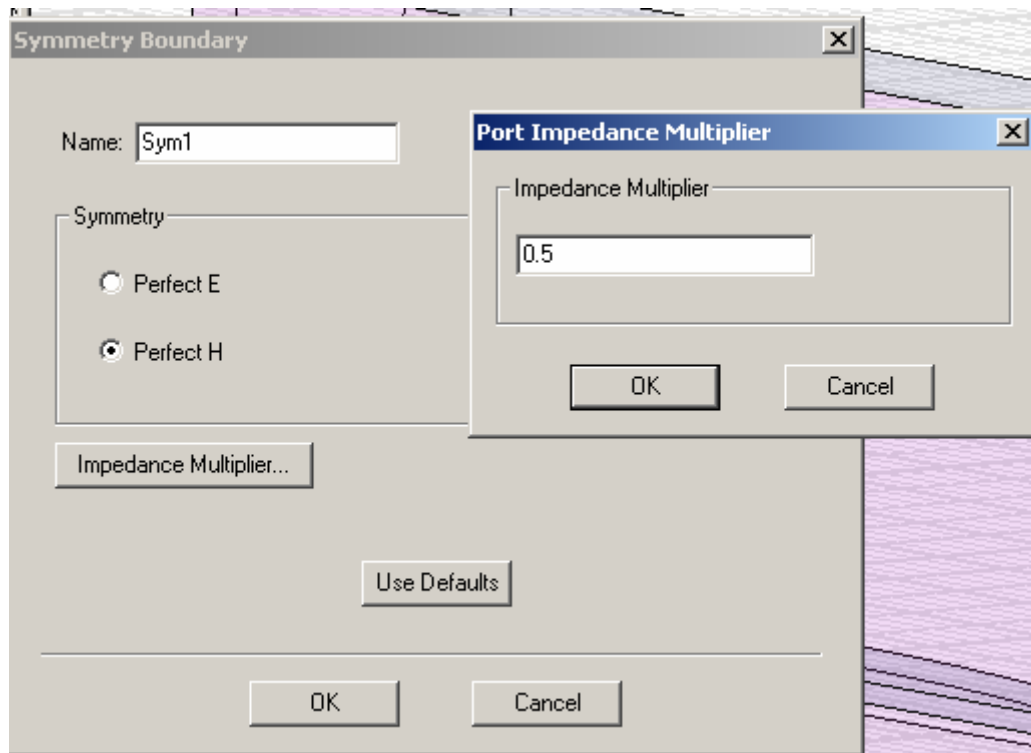 Symmetry Boundary
Name: Sym1
Symmetry
Perfect E
Perfect H
Impedance Multiplier...
Use Defaults
OK Cancel
Port Impedance Multiplier
Impedance Multiplier
0.5
OK Cancel